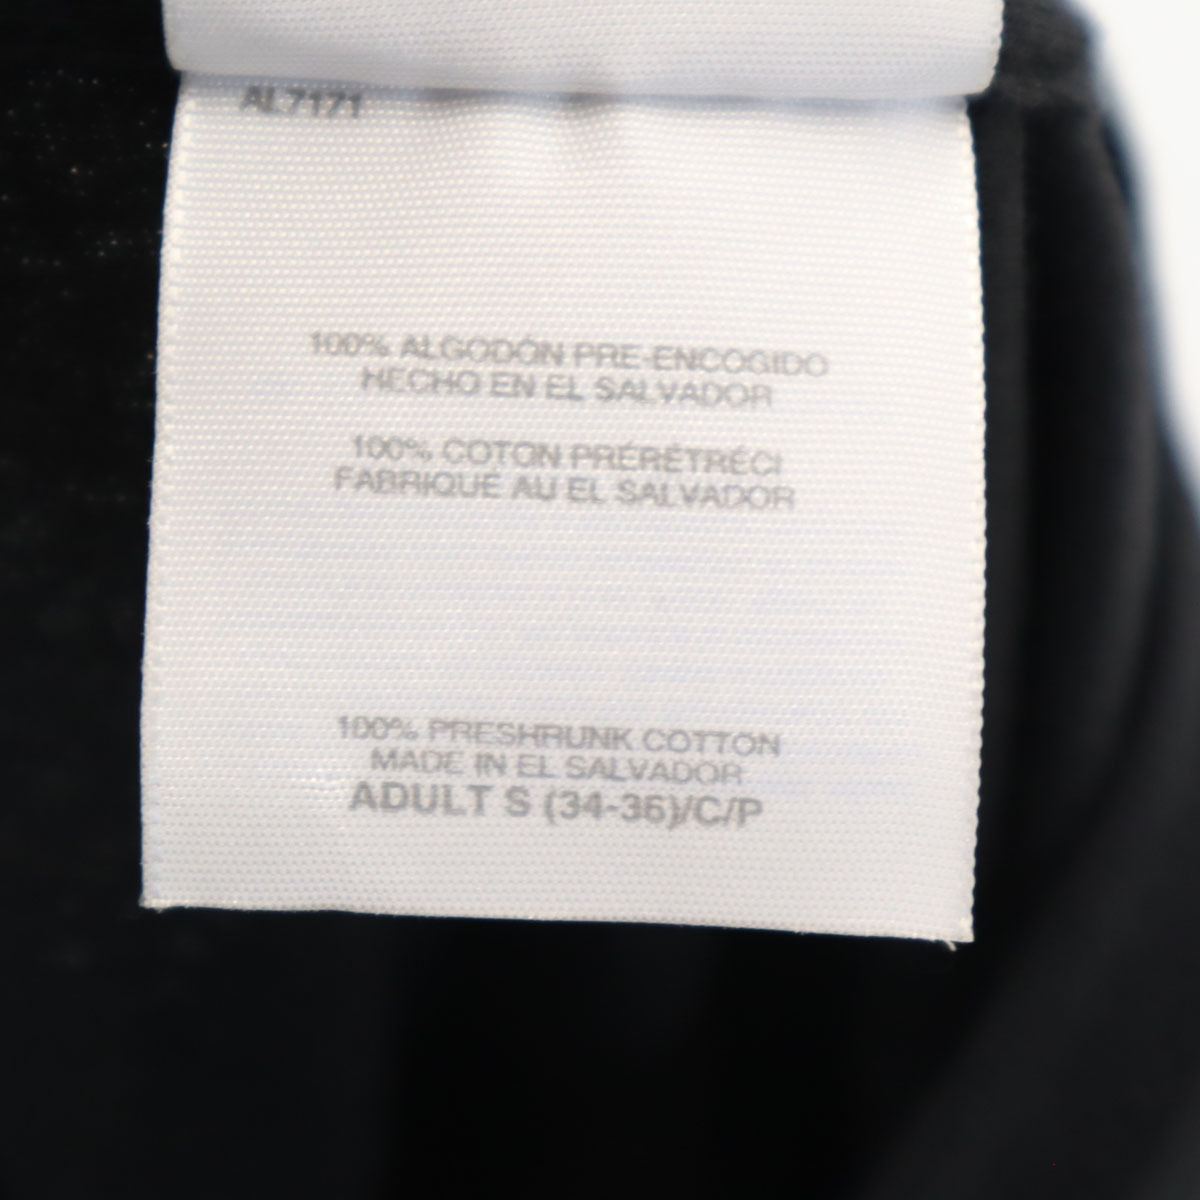 AL7171
100% ALGODÓN PRE-ENCOGIDO
HECHO EN EL SALVADOR
100% COTON PRÉRÉTRÉCI
FABRIQUÉ AU EL SALVADOR
100% PRESHRUNK COTTON
MADE IN EL SALVADOR
ADULT S (34-36)/C/P